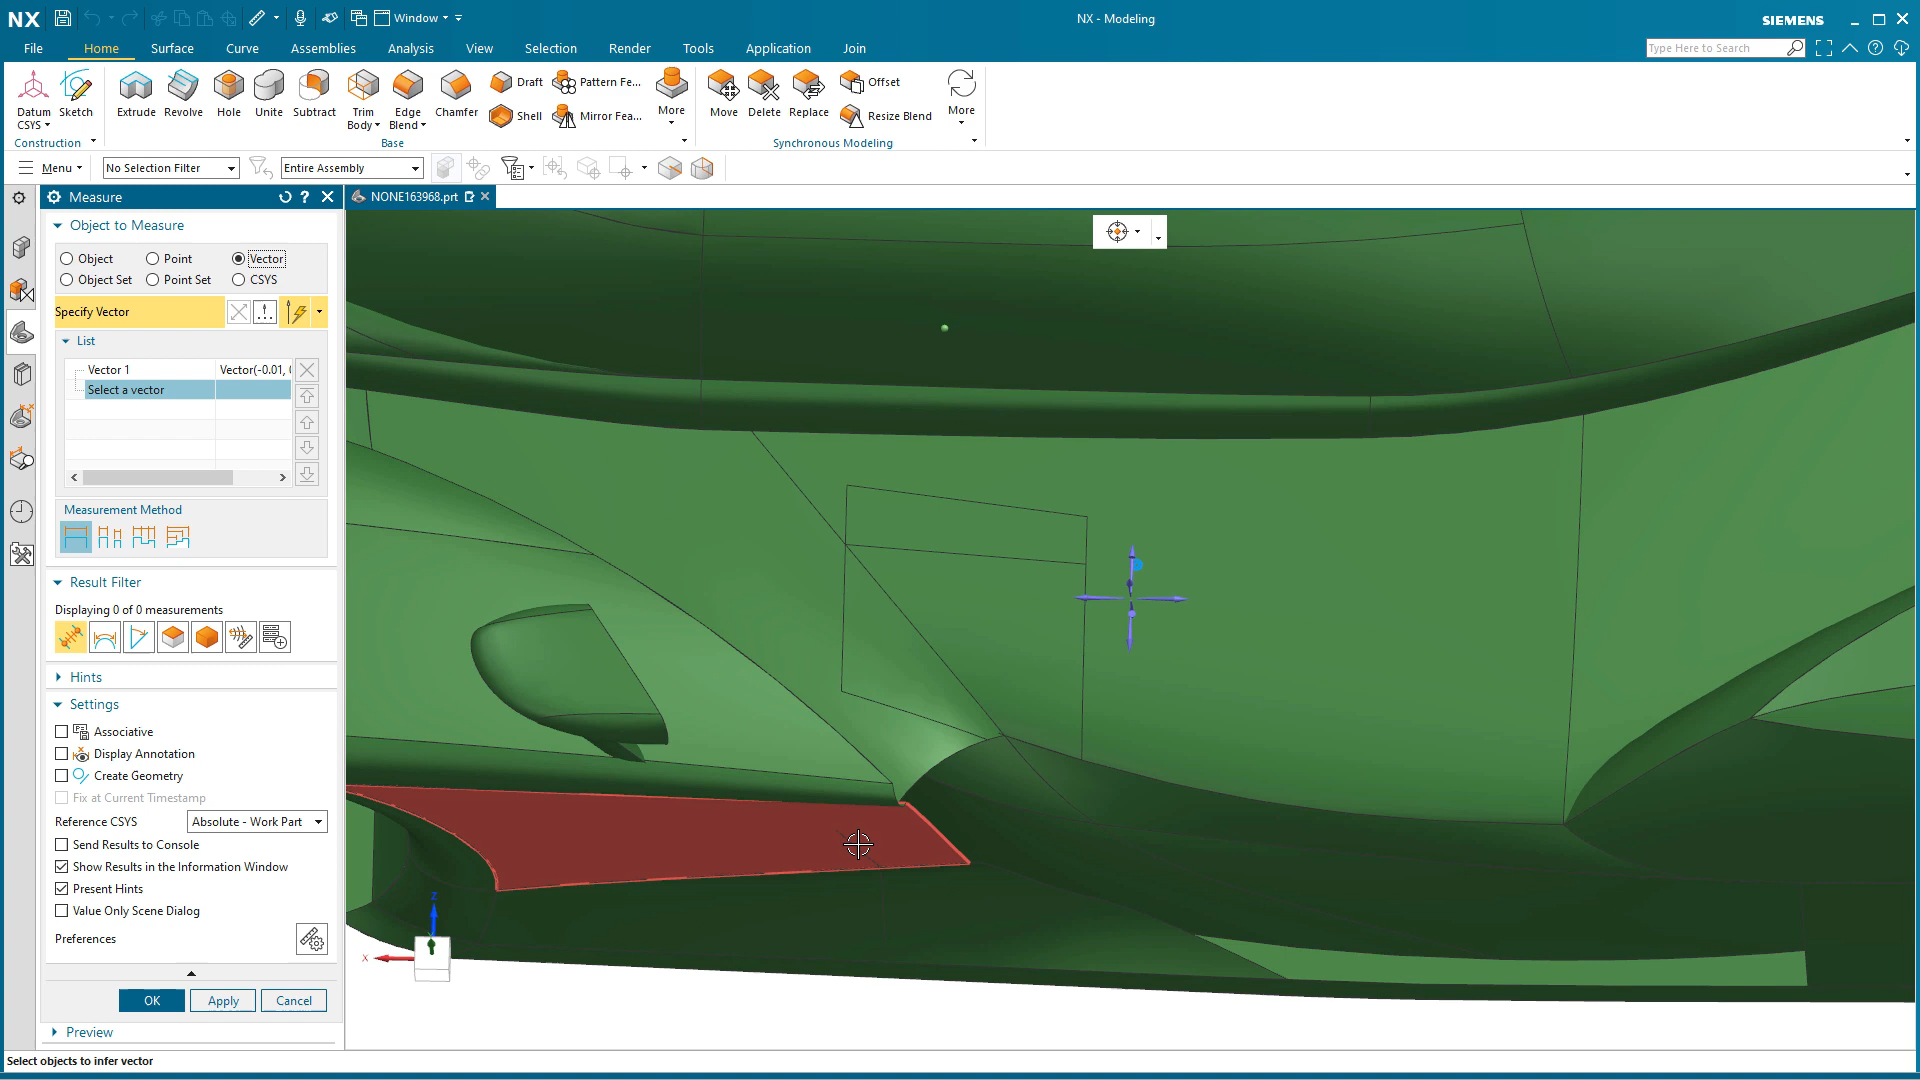 NX
Window
NX - Modeling
SIEMENS
File
Home
Surface
Curve
Assemblies
Analysis
View
Selection
Render
Tools
Application
Join
Type Here to Search
Datum
CSYS
Sketch
Extrude
Revolve
Hole
Unite
Subtract
Trim
Body
Edge
Blend
Chamfer
Draft
Shell
Pattern Fe...
Mirror Fea...
More
Move
Delete
Replace
Offset
Resize Blend
More
Construction
Base
Synchronous Modeling
Menu
No Selection Filter
Entire Assembly
Measure
NONE163968.prt
Object to Measure
Object
Point
Vector
Object Set
Point Set
CSYS
Specify Vector
List
Vector 1
Vector(-0.01,
Select a vector
Measurement Method
Result Filter
Displaying 0 of 0 measurements
Hints
Settings
Associative
Display Annotation
Create Geometry
Fix at Current Timestamp
Reference CSYS
Absolute - Work Part
Send Results to Console
Show Results in the Information Window
Present Hints
Value Only Scene Dialog
Preferences
OK
Apply
Cancel
Preview
Z
X
Select objects to infer vector